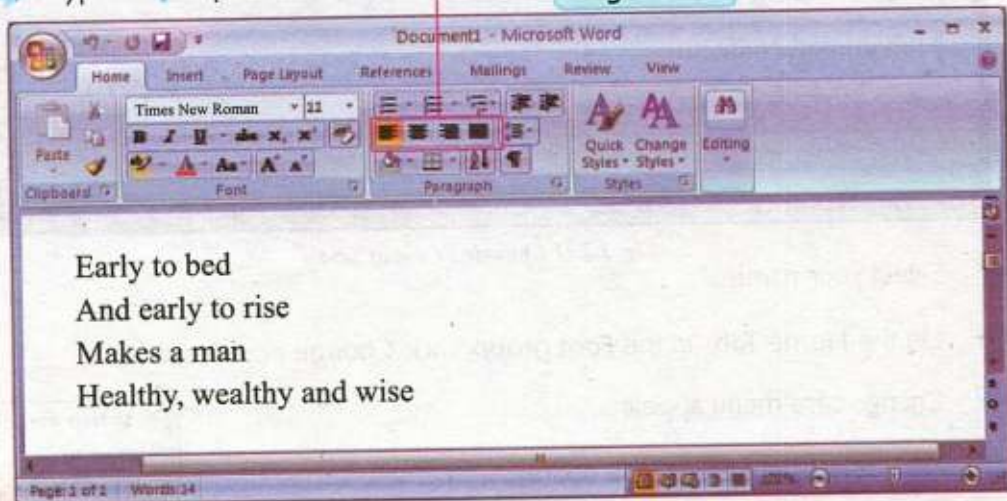 Document1 - Microsoft Word
Home Insert Page Layout References Mailings Review View
Times New Roman 11
B I U abc x, x'
Paste
A Aa A A
Quick Styles Change Styles Editing
Clipboard Font Paragraph Styles
Early to bed
And early to rise
Makes a man
Healthy, wealthy and wise
Page: 1 of 1 Words: 14